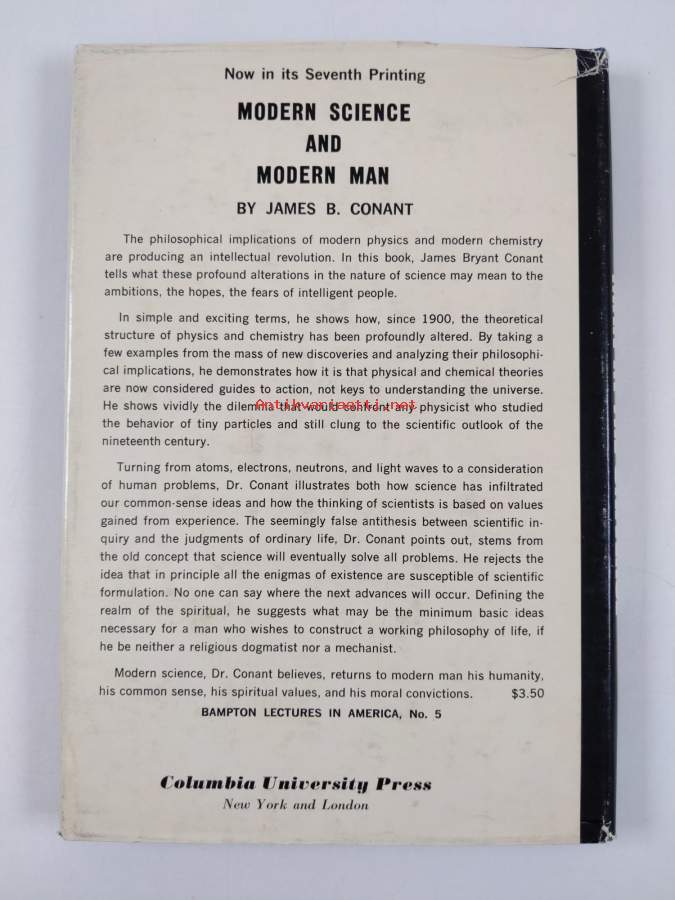 Now in its Seventh Printing
MODERN SCIENCE
AND
MODERN MAN
BY JAMES B. CONANT
The philosophical implications of modern physics and modern chemistry
are producing an intellectual revolution. In this book, James Bryant Conant
tells what these profound alterations in the nature of science may mean to the
ambitions, the hopes, the fears of intelligent people.
In simple and exciting terms, he shows how, since 1900, the theoretical
structure of physics and chemistry has been profoundly altered. By taking a
few examples from the mass of new discoveries and analyzing their philosophi-
cal implications, he demonstrates how it is that physical and chemical theories
are now considered guides to action, not keys to understanding the universe.
He shows vividly the dilemma that would confront any physicist who studied
Antikvariaatti.net
the behavior of tiny particles and still clung to the scientific outlook of the
nineteenth century.
Turning from atoms, electrons, neutrons, and light waves to a consideration
of human problems, Dr. Conant illustrates both how science has infiltrated
our common-sense ideas and how the thinking of scientists is based on values
gained from experience. The seemingly false antithesis between scientific in-
quiry and the judgments of ordinary life, Dr. Conant points out, stems from
the old concept that science will eventually solve all problems. He rejects the
idea that in principle all the enigmas of existence are susceptible of scientific
formulation. No one can say where the next advances will occur. Defining the
realm of the spiritual, he suggests what may be the minimum basic ideas
necessary for a man who wishes to construct a working philosophy of life, if
he be neither a religious dogmatist nor a mechanist.
Modern science, Dr. Conant believes, returns to modern man his humanity,
his common sense, his spiritual values, and his moral convictions. $3.50
BAMPTON LECTURES IN AMERICA, No. 5
Columbia University Press
New York and London